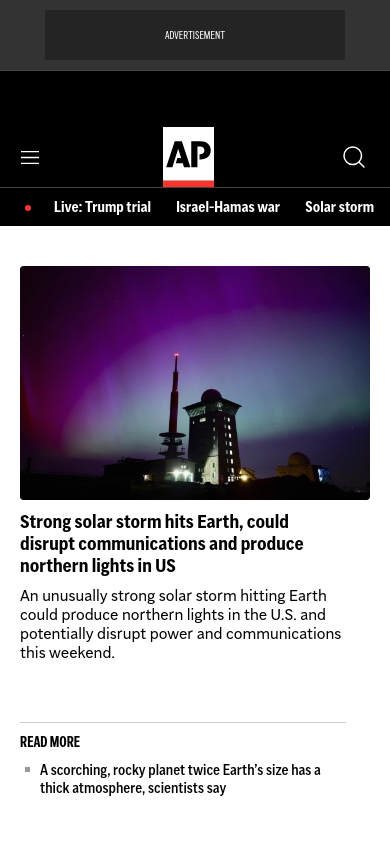 ADVERTISEMENT
AP
Live: Trump trial
Israel-Hamas war
Solar storm
Strong solar storm hits Earth, could
disrupt communications and produce
northern lights in US
An unusually strong solar storm hitting Earth
could produce northern lights in the U.S. and
potentially disrupt power and communications
this weekend.
READ MORE
A scorching, rocky planet twice Earth’s size has a
thick atmosphere, scientists say